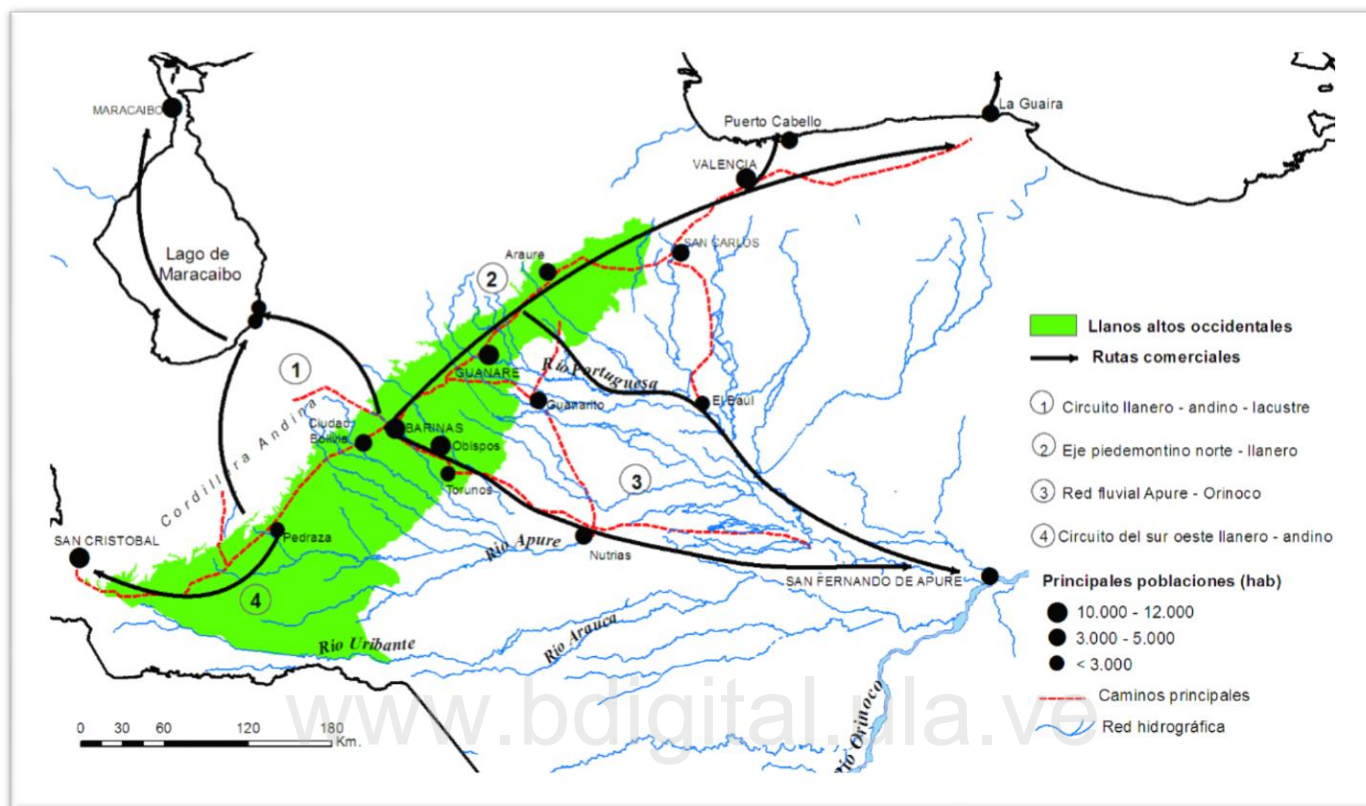 MARACAIBO
La Guaira
Puerto Cabello
VALENCIA
Lago de
Maracaibo
SAN CARLOS
Araure
2
GUANARE
Río Portuguesa
El Baúl
1
Guanarito
Ciudad
Bolivia
BARINAS
Obispos
Torunos
3
Cordillera Andina
SAN CRISTOBAL
Pedraza
Río Apure
Nutrias
SAN FERNANDO DE APURE
4
Río Uribante
Río Arauca
Río Orinoco
0 30 60 120 180
Km.
Llanos altos occidentales
Rutas comerciales
1 Circuito llanero - andino - lacustre
2 Eje piedemontino norte - llanero
3 Red fluvial Apure - Orinoco
4 Circuito del sur oeste llanero - andino
Principales poblaciones (hab)
10.000 - 12.000
3.000 - 5.000
< 3.000
Caminos principales
Red hidrográfica
www.bdigital.ula.ve